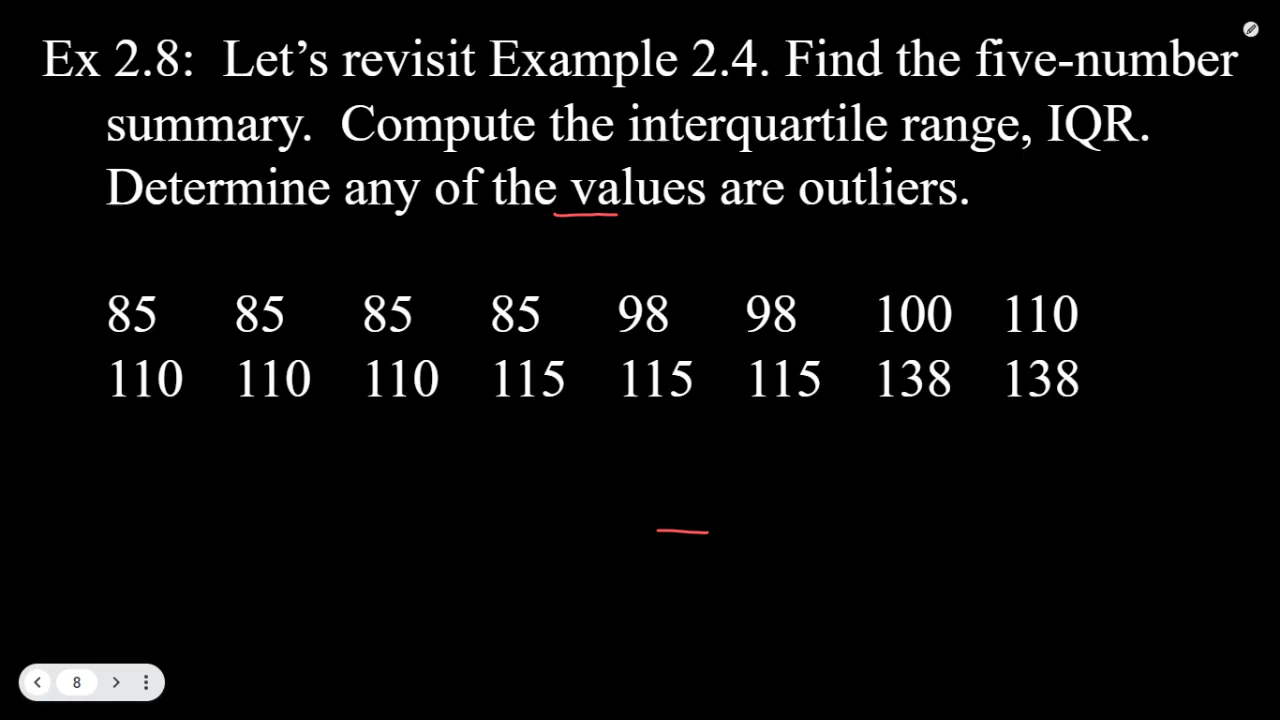 Ex 2.8: Let’s revisit Example 2.4. Find the five-number
summary. Compute the interquartile range, IQR.
Determine any of the values are outliers.
85 85 85 85 98 98 100 110
110 110 110 115 115 115 138 138
8